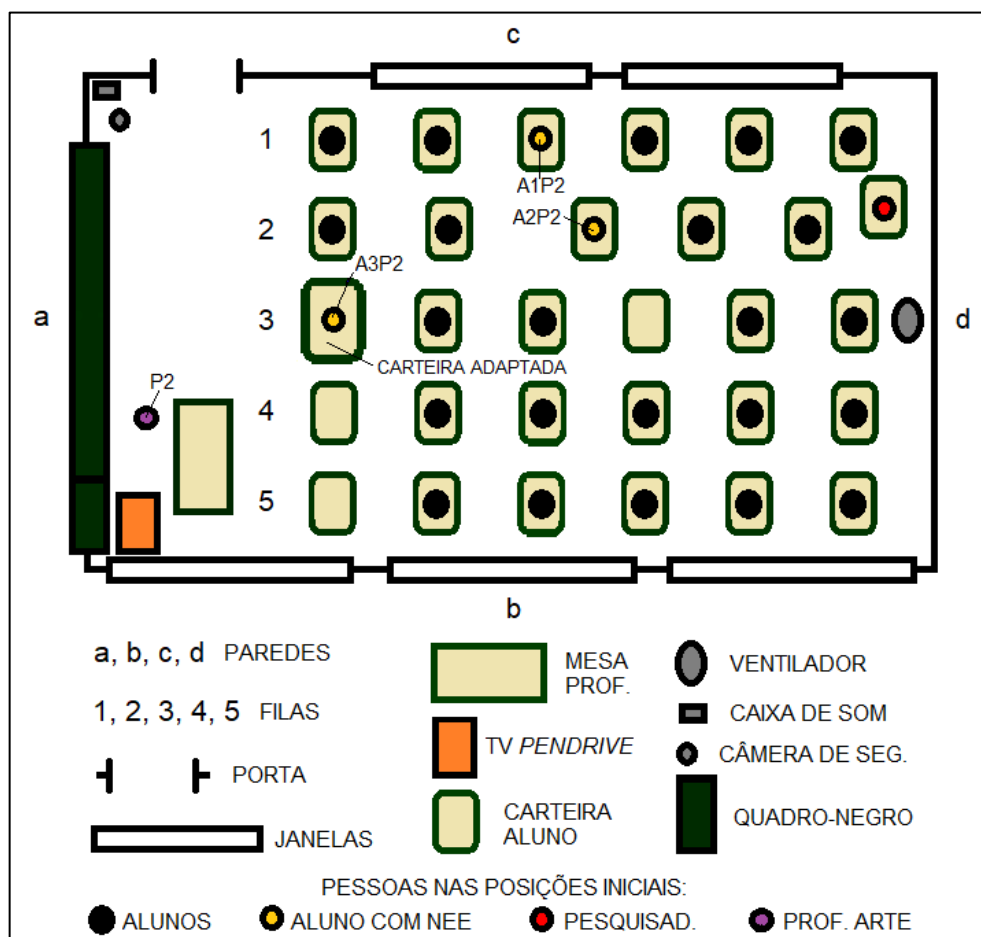 c
1
A1P2
A2P2
2
A3P2
a
3
d
CARTEIRA ADAPTADA
P2
4
5
b
a, b, c, d PAREDES
1, 2, 3, 4, 5 FILAS
PORTA
JANELAS
MESA
PROF.
TV PENDRIVE
CARTEIRA
ALUNO
VENTILADOR
CAIXA DE SOM
CÂMERA DE SEG.
QUADRO-NEGRO
PESSOAS NAS POSIÇÕES INICIAIS:
ALUNOS
ALUNO COM NEE
PESQUISAD.
PROF. ARTE